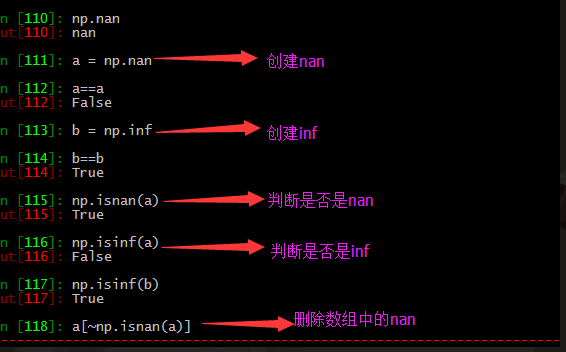 n [110]: np.nan
ut[110]: nan
n [111]: a = np.nan 创建nan
n [112]: a==a
ut[112]: False
n [113]: b = np.inf 创建inf
n [114]: b==b
ut[114]: True
n [115]: np.isnan(a) 判断是否是nan
ut[115]: True
n [116]: np.isinf(a) 判断是否是inf
ut[116]: False
n [117]: np.isinf(b)
ut[117]: True
n [118]: a[~np.isnan(a)] 删除数组中的nan